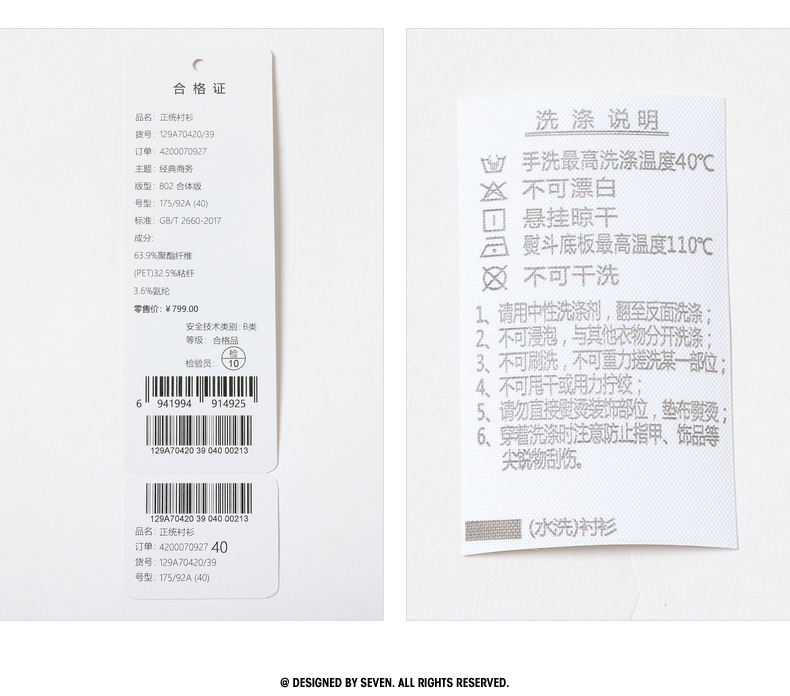 合格证
品名: 正统衬衫
货号: 129A70420/39
订单: 4200070927
主题: 经典商务
版型: 802 合体版
号型: 175/92A (40)
标准: GB/T 2660-2017
成分:
63.9%聚酯纤维
(PET)32.5%粘纤
3.6%氨纶
零售价: ¥799.00
安全技术类别: B类
等级: 合格品
检验员: 检 10
6 941994 914925
129A70420 39 040 00213
129A70420 39 040 00213
品名: 正统衬衫
订单: 4200070927 40
货号: 129A70420/39
号型: 175/92A (40)
洗涤说明
手洗最高洗涤温度40℃
不可漂白
悬挂晾干
熨斗底板最高温度110℃
不可干洗
1、请用中性洗涤剂，翻至反面洗涤；
2、不可浸泡，与其他衣物分开洗涤；
3、不可刷洗，不可重力搓洗某一部位；
4、不可甩干或用力拧绞；
5、请勿直接熨烫装饰部位，垫布熨烫；
6、穿着洗涤时注意防止指甲、饰品等
尖锐物刮伤。
(水洗)衬衫
@ DESIGNED BY SEVEN. ALL RIGHTS RESERVED.